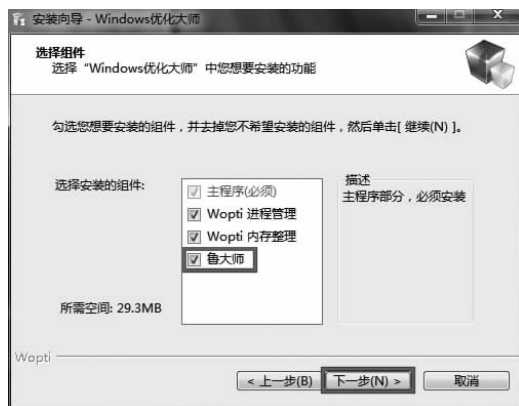 安装向导 - Windows优化大师
选择组件
选择 “Windows优化大师” 中您想要安装的功能
勾选您想要安装的组件，并去掉您不希望安装的组件，然后单击[ 继续(N) ]。
选择安装的组件:
主程序(必须)
Wopti 进程管理
Wopti 内存整理
鲁大师
描述
主程序部分，必须安装
所需空间: 29.3MB
Wopti
< 上一步(B)
下一步(N) >
取消